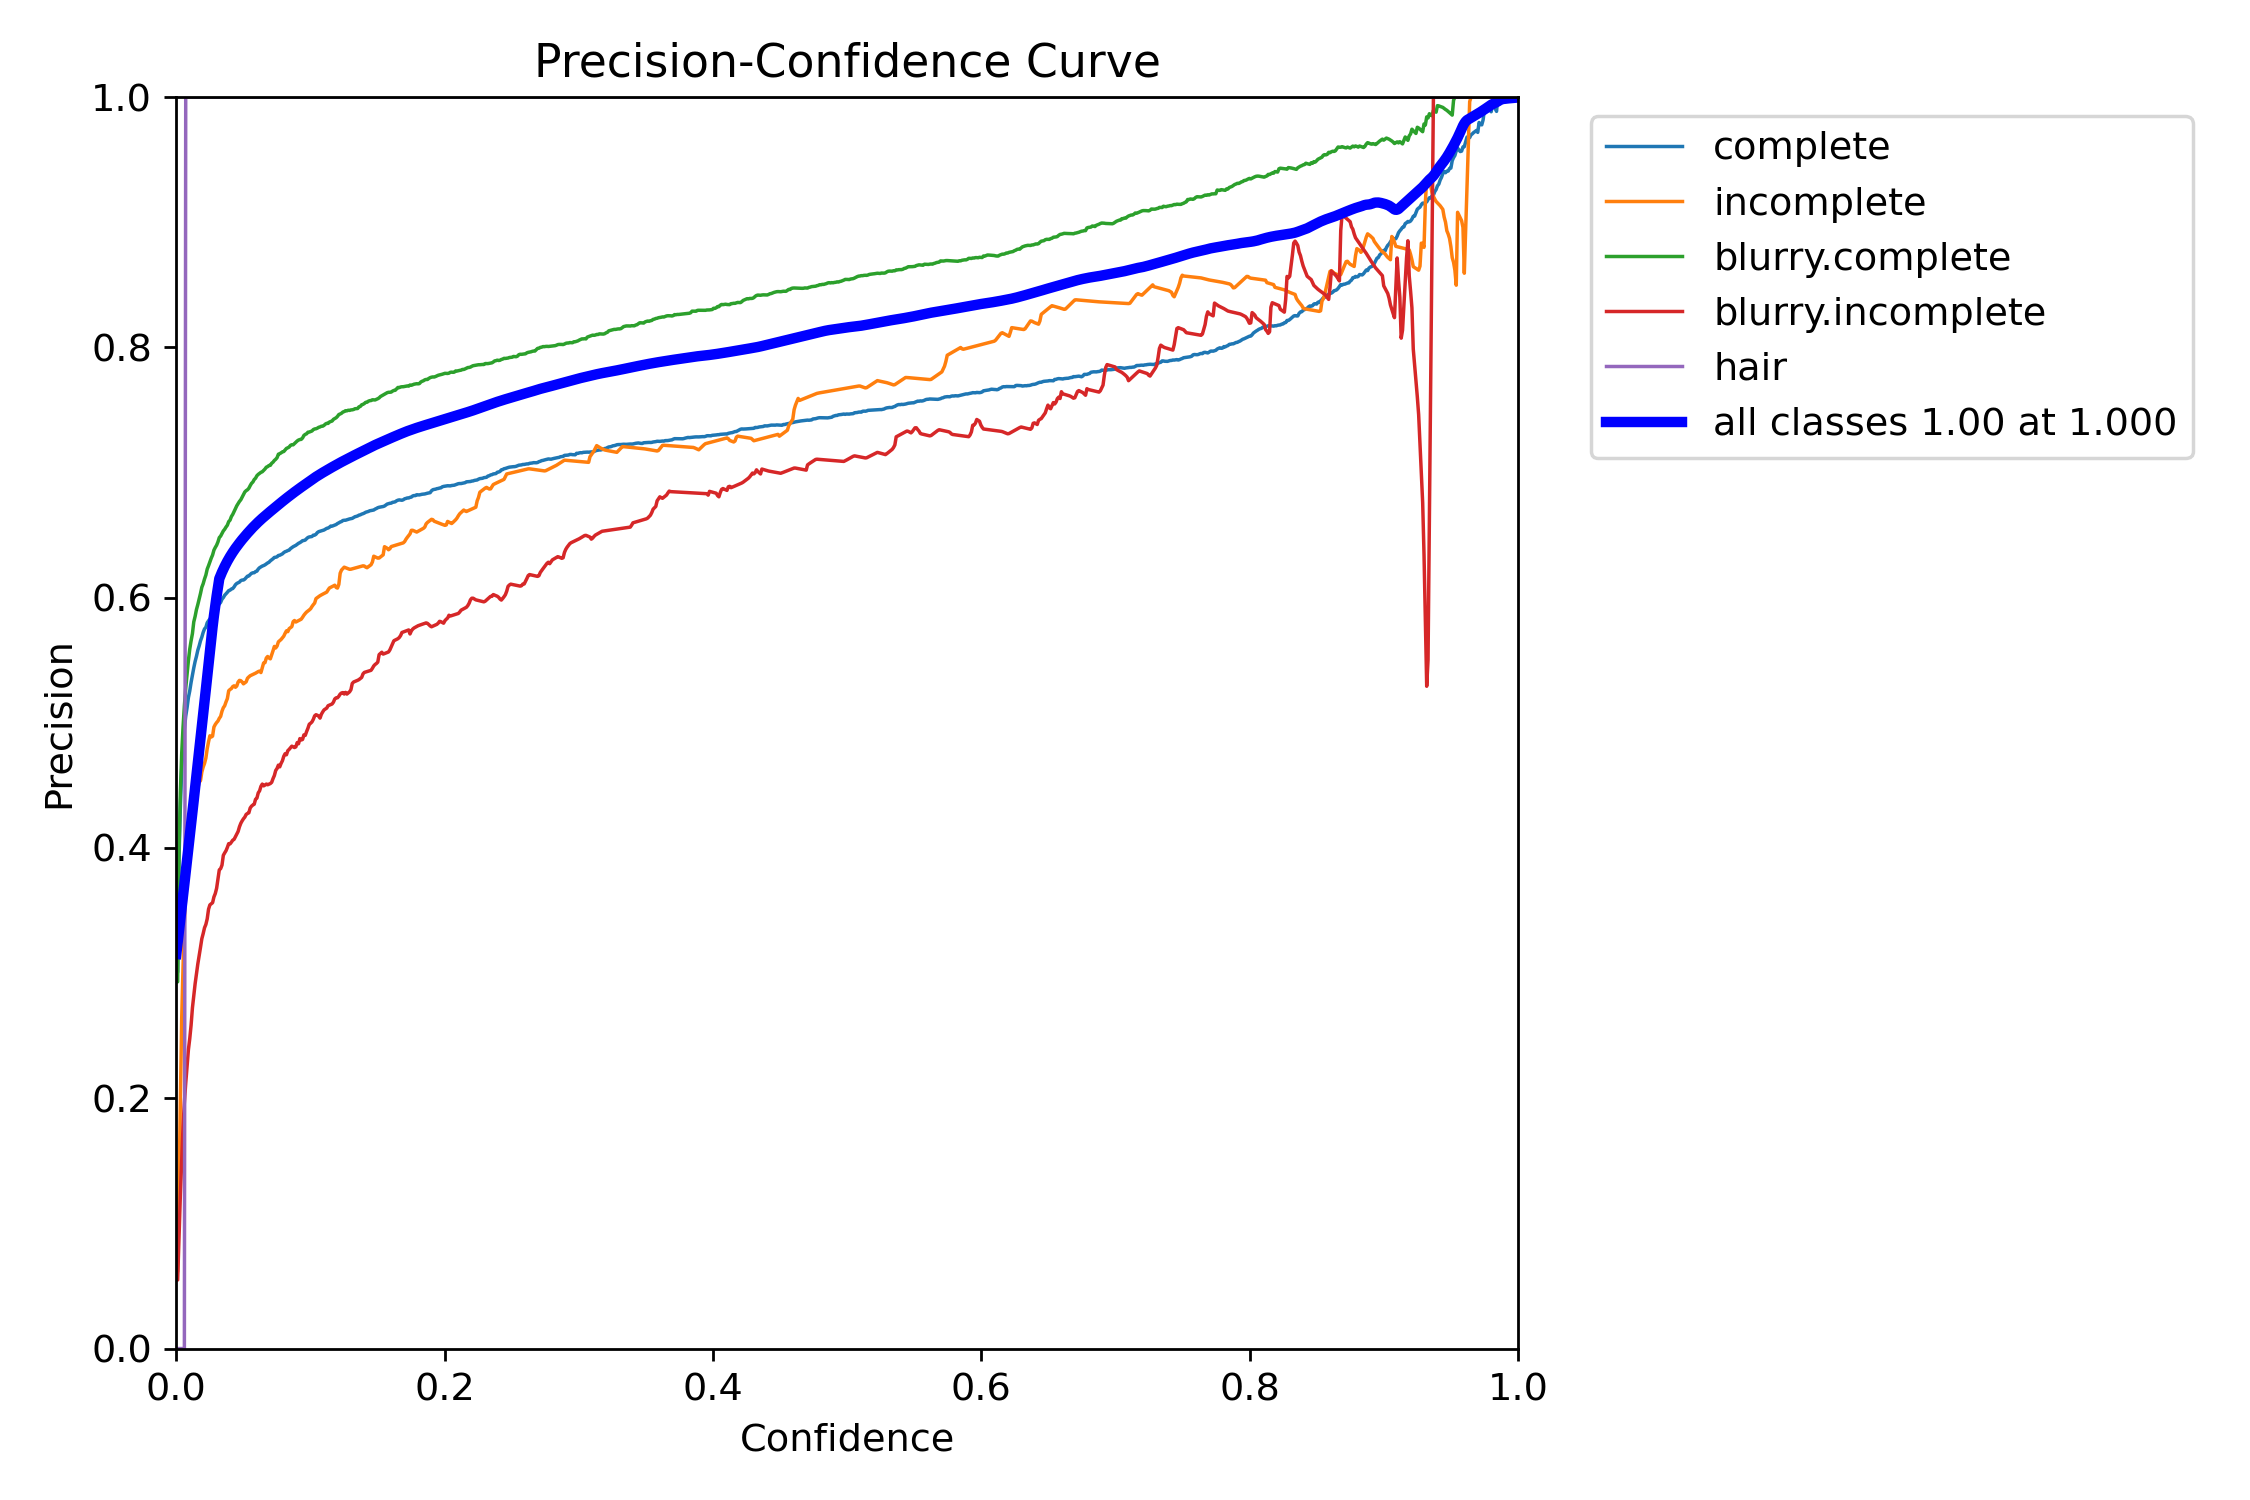 Precision-Confidence Curve
1.0
0.8
0.6
0.4
0.2
0.0
Precision
0.0 0.2 0.4 0.6 0.8 1.0
Confidence
complete
incomplete
blurry.complete
blurry.incomplete
hair
all classes 1.00 at 1.000